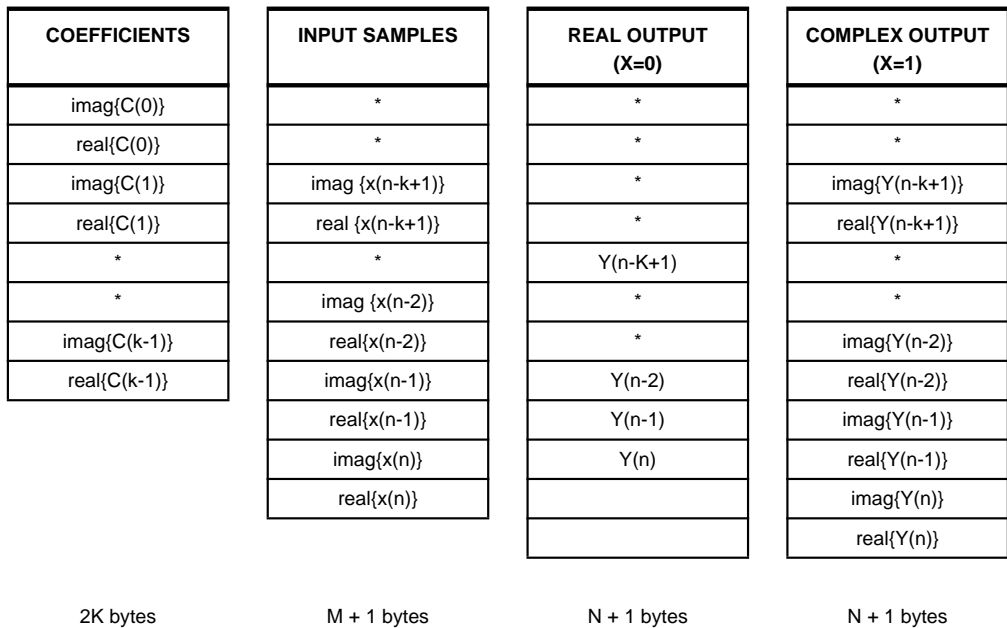 COEFFICIENTS
imag{C(0)}
real{C(0)}
imag{C(1)}
real{C(1)}
*
*
imag{C(k-1)}
real{C(k-1)}
2K bytes
INPUT SAMPLES
*
*
imag {x(n-k+1)}
real {x(n-k+1)}
*
imag {x(n-2)}
real{x(n-2)}
imag{x(n-1)}
real{x(n-1)}
imag{x(n)}
real{x(n)}
M + 1 bytes
REAL OUTPUT
(X=0)
*
*
*
*
Y(n-K+1)
*
*
Y(n-2)
Y(n-1)
Y(n)
N + 1 bytes
COMPLEX OUTPUT
(X=1)
*
*
imag{Y(n-k+1)}
real{Y(n-k+1)}
*
*
imag{Y(n-2)}
real{Y(n-2)}
imag{Y(n-1)}
real{Y(n-1)}
imag{Y(n)}
real{Y(n)}
N + 1 bytes